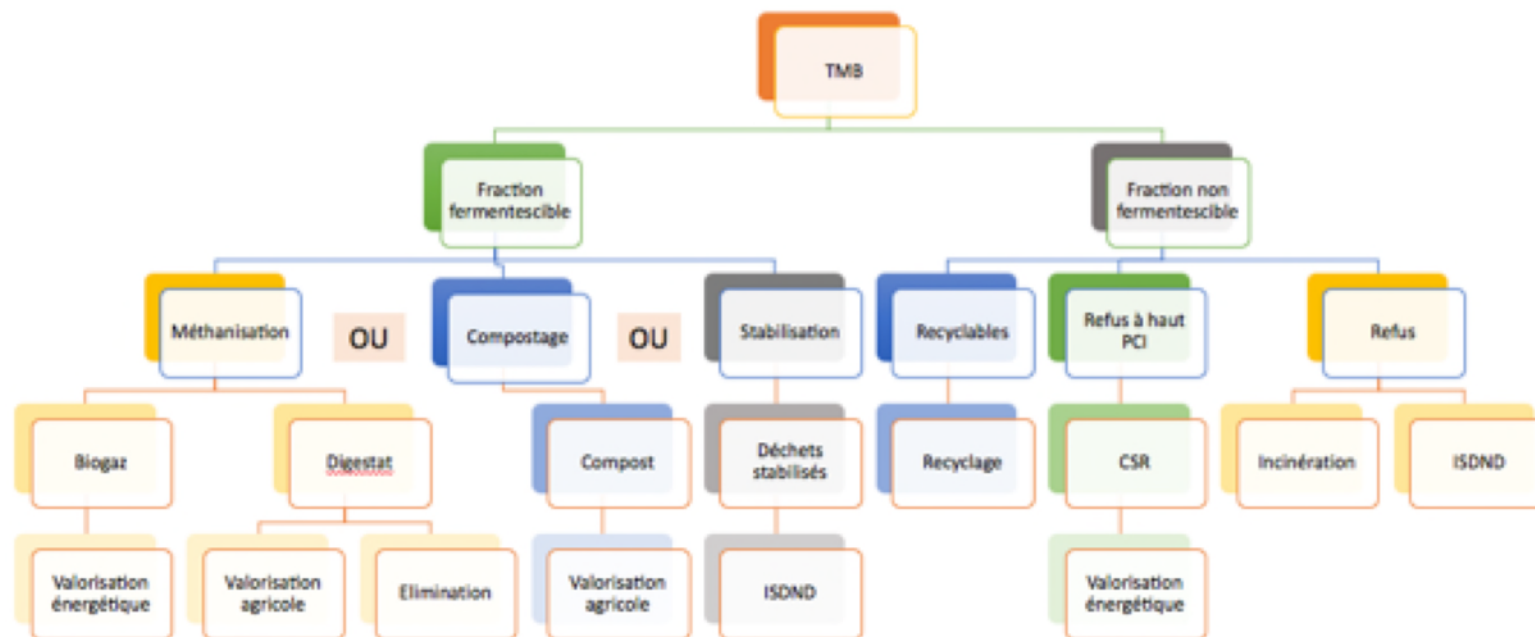 TMB
Fraction
fermentescible
Fraction non
fermentescible
Méthanisation
OU
Compostage
OU
Stabilisation
Recyclables
Refus à haut
PCI
Refus
Biogaz
Digestat
Compost
Déchets
stabilisés
Recyclage
CSR
Incinération
ISDND
Valorisation
énergétique
Valorisation
agricole
Elimination
Valorisation
agricole
ISDND
Valorisation
énergétique